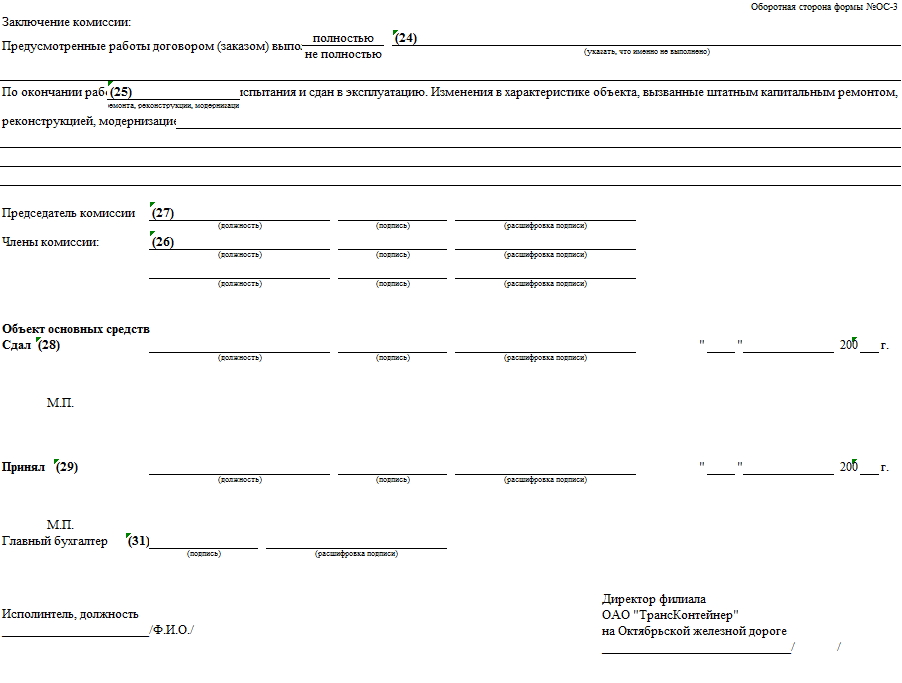 Оборотная сторона формы №ОС-3
Заключение комиссии:
Предусмотренные работы договором (заказом) выпо. полностью (24)
не полностью (указать, что именно не выполнено)
По окончании раб (25) испытания и сдан в эксплуатацию. Изменения в характеристике объекта, вызванные штатным капитальным ремонтом,
емонта, реконструкции, модернизаци
реконструкцией, модернизацие
Председатель комиссии (27)
(должность) (подпись) (расшифровка подписи)
Члены комиссии: (26)
(должность) (подпись) (расшифровка подписи)
(должность) (подпись) (расшифровка подписи)
Объект основных средств
Сдал (28) " " 200 г.
(должность) (подпись) (расшифровка подписи)
М.П.
Принял (29) " " 200 г.
(должность) (подпись) (расшифровка подписи)
М.П.
Главный бухгалтер (31)
(подпись) (расшифровка подписи)
Директор филиала
Исполинтель, должность ОАО "ТрансКонтейнер"
/Ф.И.О./ на Октябрьской железной дороге
/ /